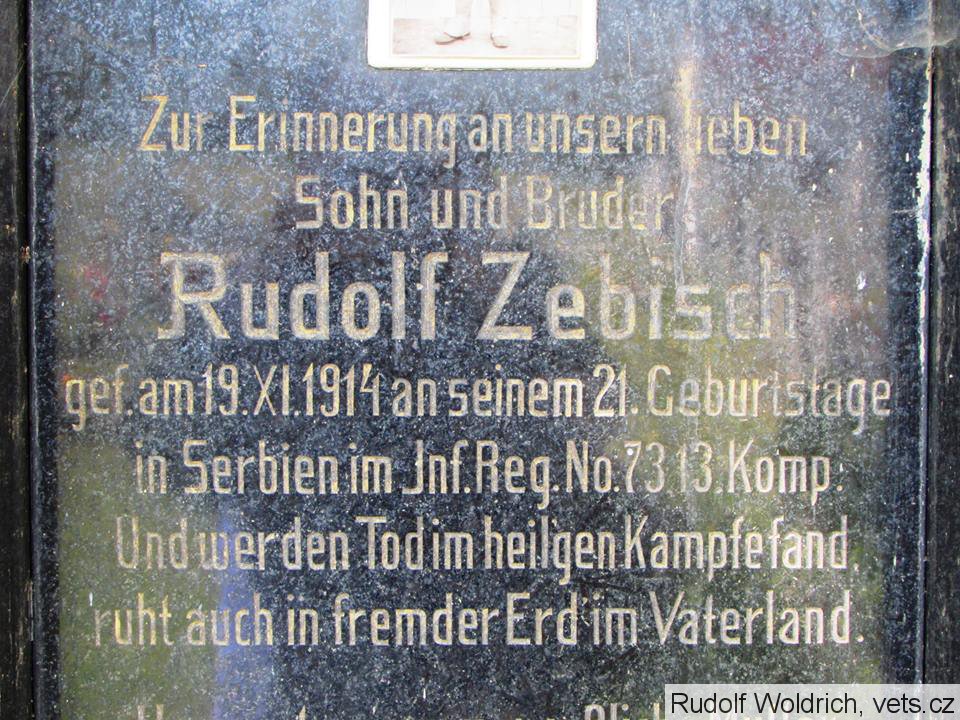 Zur Erinnerung an unsern lieben
Sohn und Bruder
Rudolf Zebisch
gef. am 19. XI. 1914 an seinem 21. Geburtstage
in Serbien im Jnf. Reg. No. 73. 13. Komp.
Und wer den Tod im heil'gen Kampfe fand,
ruht auch in fremder Erd' im Vaterland.
Rudolf Woldrich, vets.cz